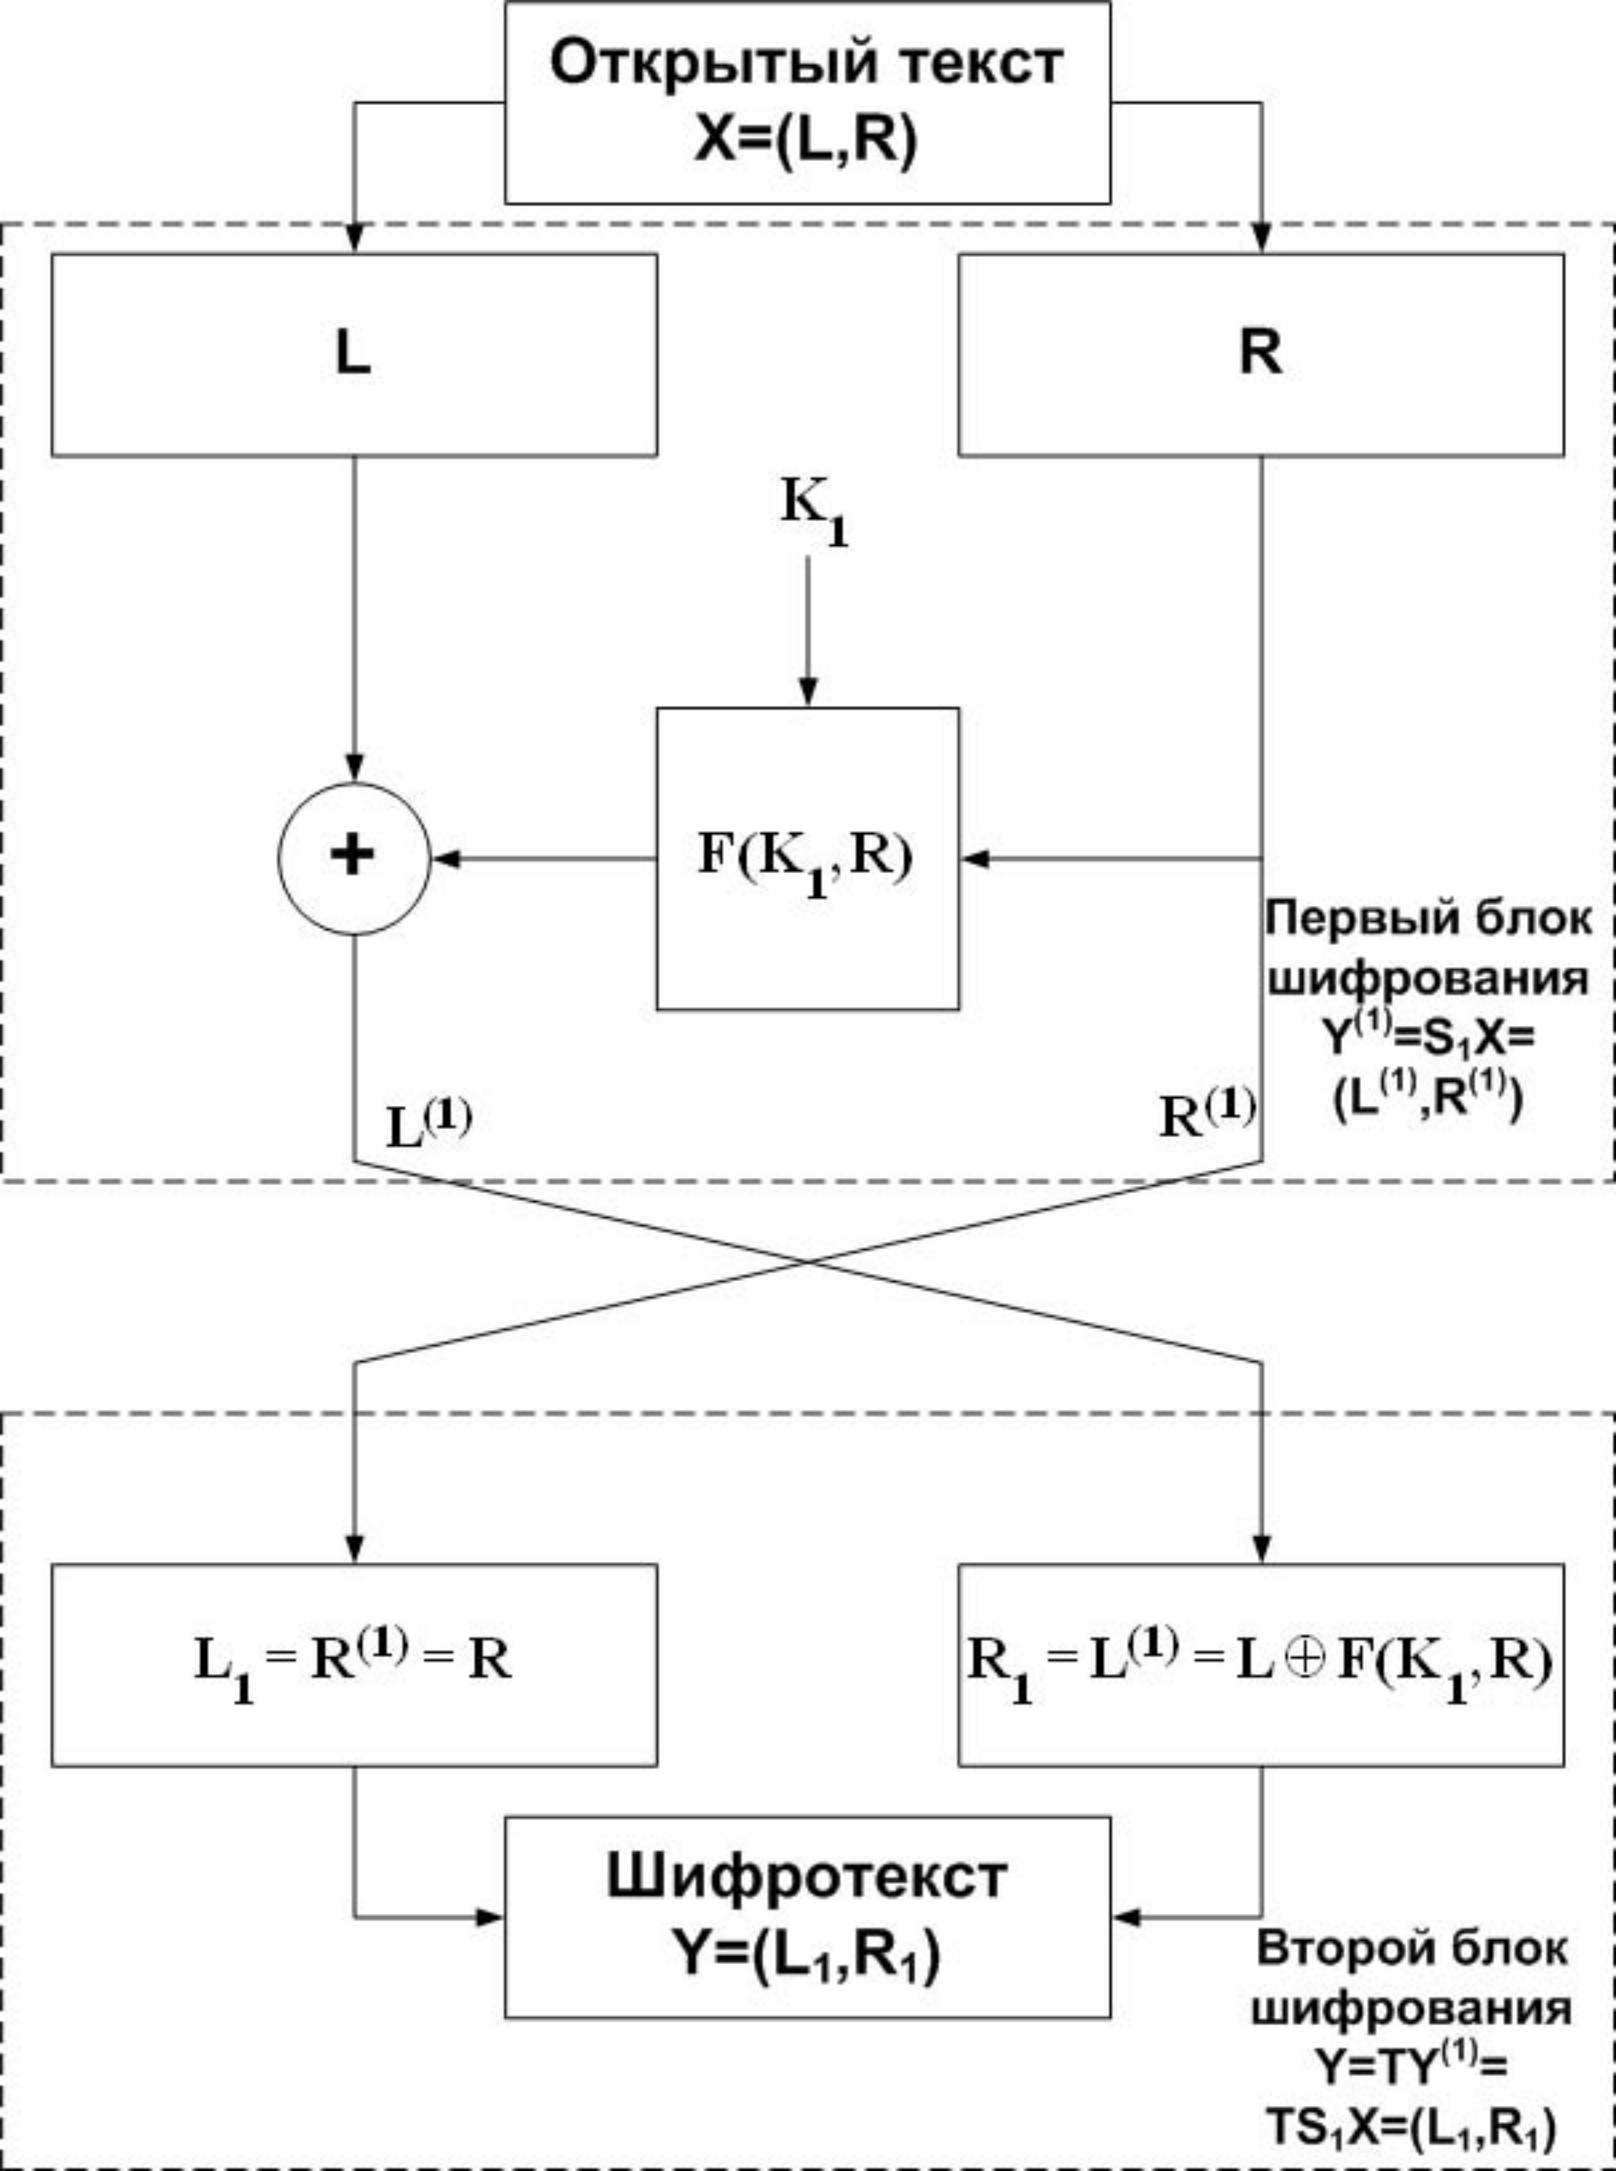 Открытый текст
X=(L,R)
L
R
K₁
+
F(K₁,R)
Первый блок
шифрования
Y⁽¹⁾=S₁X=
(L⁽¹⁾,R⁽¹⁾)
L⁽¹⁾
R⁽¹⁾
L₁ = R⁽¹⁾ = R
R₁ = L⁽¹⁾ = L ⊕ F(K₁,R)
Шифротекст
Y=(L₁,R₁)
Второй блок
шифрования
Y=TY⁽¹⁾=
TS₁X=(L₁,R₁)